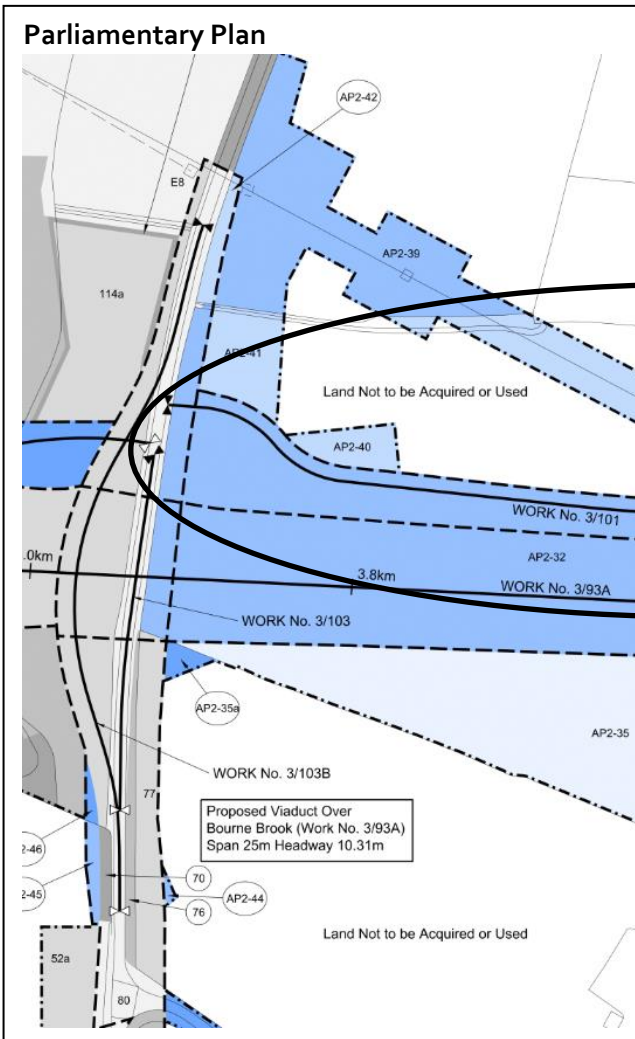 Parliamentary Plan
AP2-42
E8
AP2-39
114a
AP2-41
Land Not to be Acquired or Used
AP2-40
WORK No. 3/101
AP2-32
.0km
3.8km
WORK No. 3/93A
WORK No. 3/103
AP2-35a
AP2-35
WORK No. 3/103B
77
Proposed Viaduct Over
Bourne Brook (Work No. 3/93A)
Span 25m Headway 10.31m
2-46
70
2-45
AP2-44
76
Land Not to be Acquired or Used
52a
80